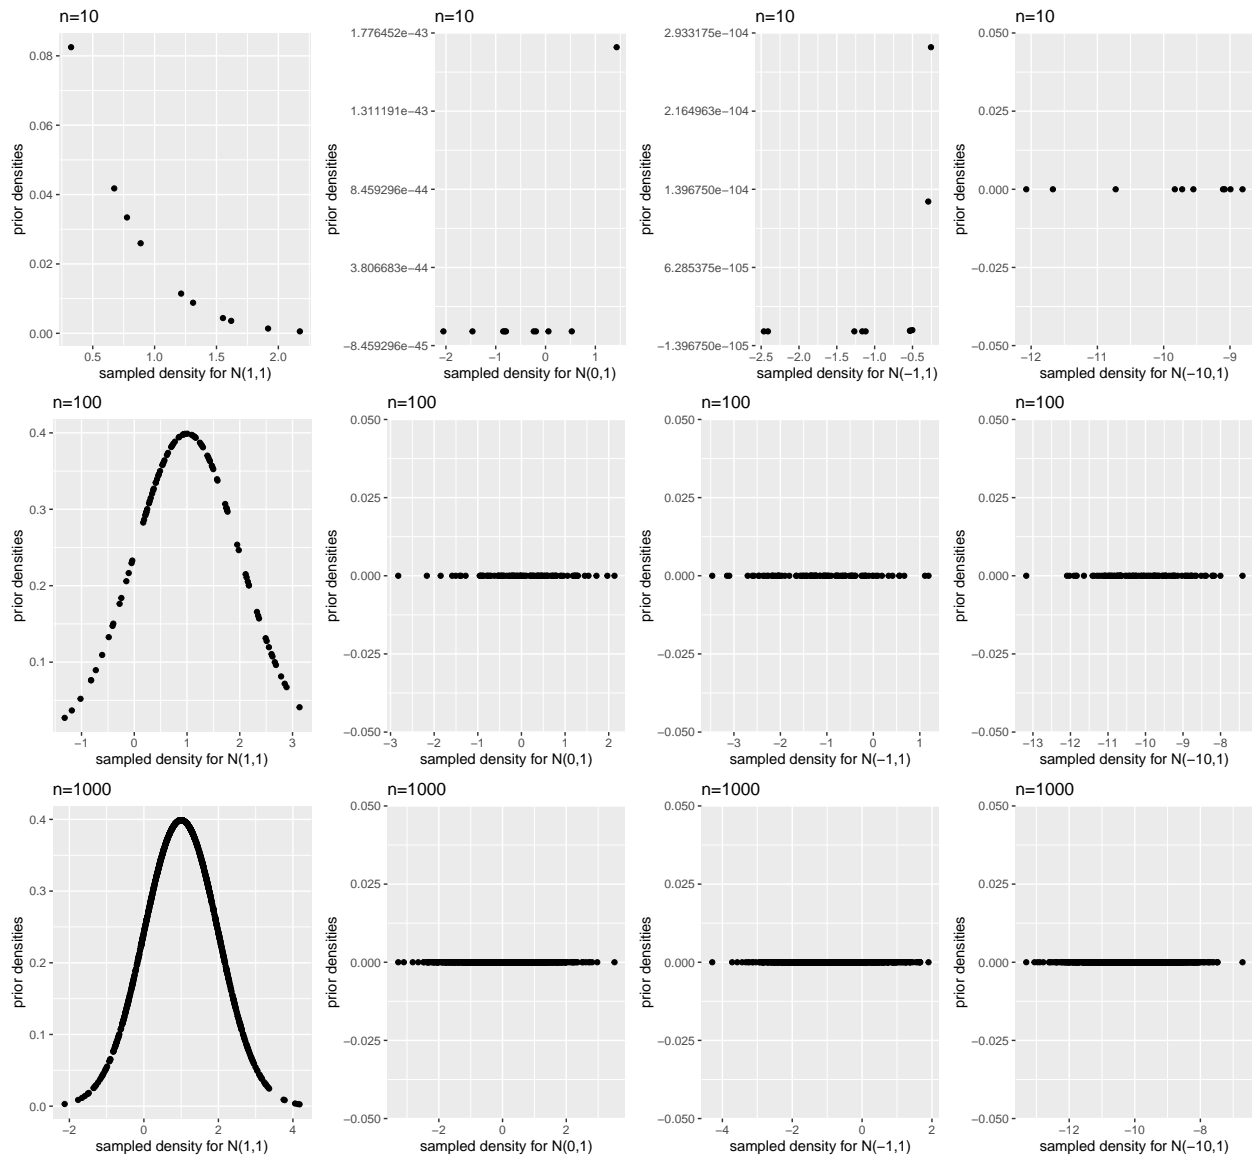 n=10
0.08
0.06
0.04
0.02
0.00
prior densities
0.5 1.0 1.5 2.0
sampled density for N(1,1)
n=10
1.776452e−43
1.311191e−43
8.459296e−44
3.806683e−44
−8.459296e−45
prior densities
−2 −1 0 1
sampled density for N(0,1)
n=10
2.933175e−104
2.164963e−104
1.396750e−104
6.285375e−105
−1.396750e−105
prior densities
−2.5 −2.0 −1.5 −1.0 −0.5
sampled density for N(−1,1)
n=10
0.050
0.025
0.000
−0.025
−0.050
prior densities
−12 −11 −10 −9
sampled density for N(−10,1)
n=100
0.4
0.3
0.2
0.1
prior densities
−1 0 1 2 3
sampled density for N(1,1)
n=100
0.050
0.025
0.000
−0.025
−0.050
prior densities
−3 −2 −1 0 1 2
sampled density for N(0,1)
n=100
0.050
0.025
0.000
−0.025
−0.050
prior densities
−3 −2 −1 0 1
sampled density for N(−1,1)
n=100
0.050
0.025
0.000
−0.025
−0.050
prior densities
−13 −12 −11 −10 −9 −8
sampled density for N(−10,1)
n=1000
0.4
0.3
0.2
0.1
0.0
prior densities
−2 0 2 4
sampled density for N(1,1)
n=1000
0.050
0.025
0.000
−0.025
−0.050
prior densities
−2 0 2
sampled density for N(0,1)
n=1000
0.050
0.025
0.000
−0.025
−0.050
prior densities
−4 −2 0 2
sampled density for N(−1,1)
n=1000
0.050
0.025
0.000
−0.025
−0.050
prior densities
−12 −10 −8
sampled density for N(−10,1)